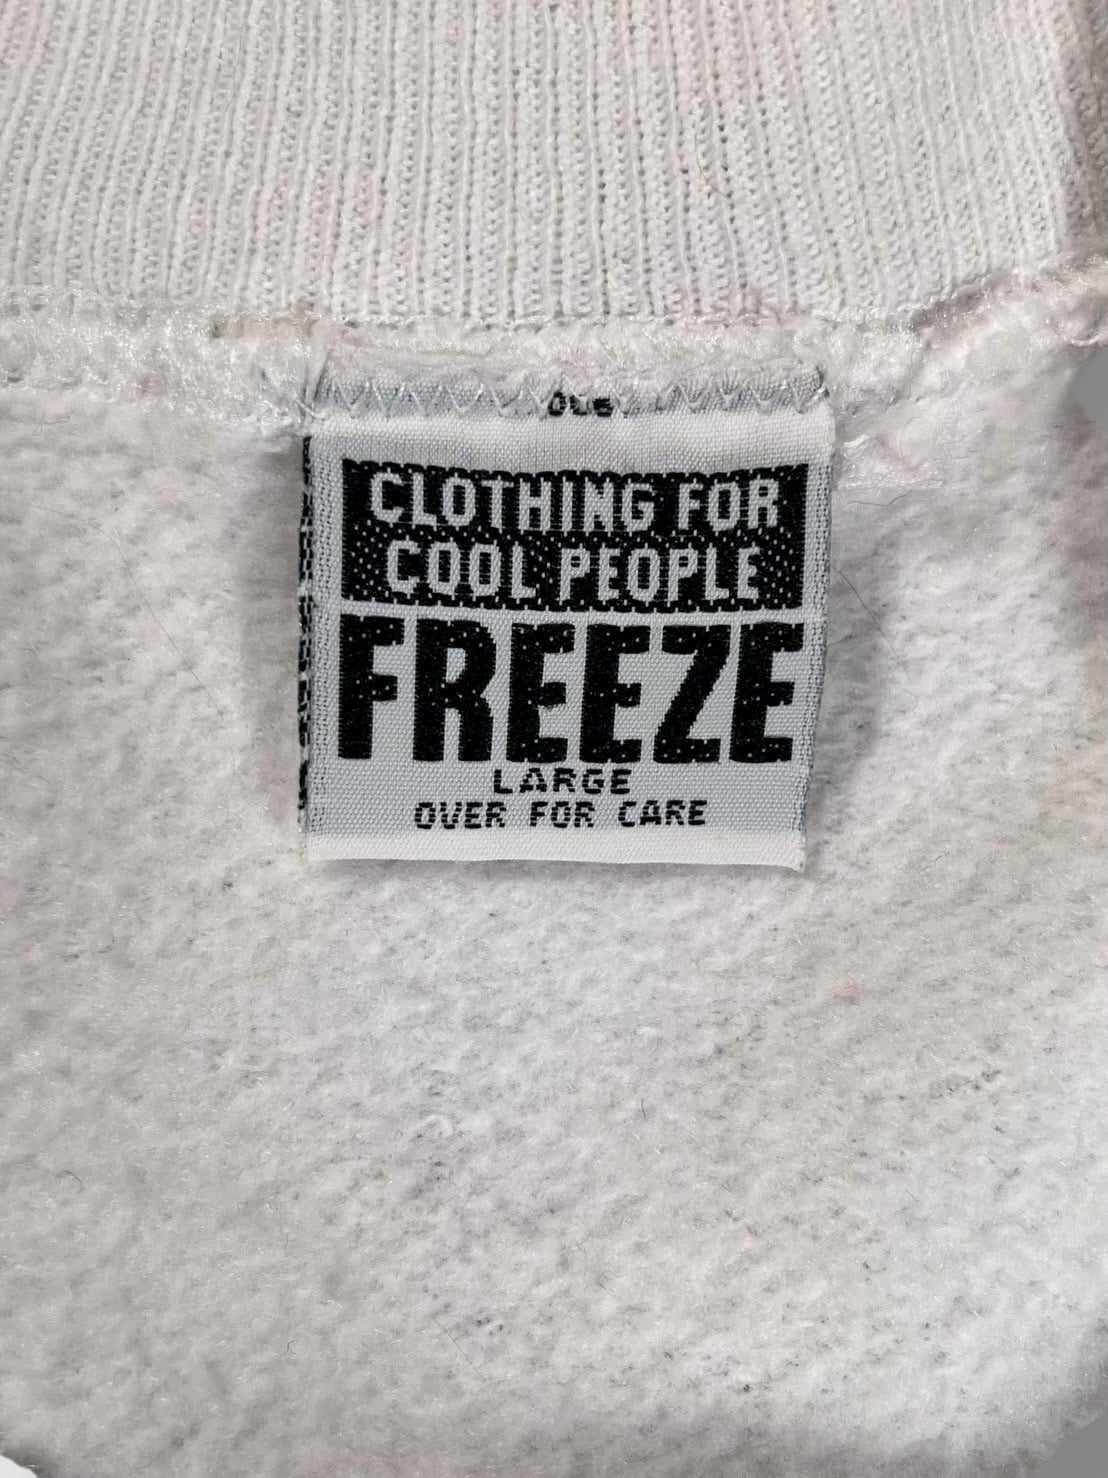 CLOTHING FOR
COOL PEOPLE
FREEZE
LARGE
OVER FOR CARE